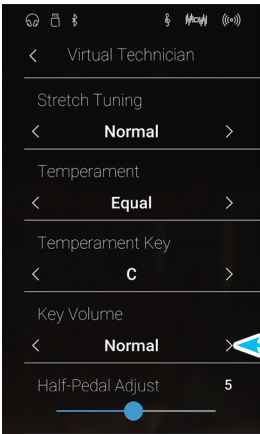 Virtual Technician
Stretch Tuning
Normal
Temperament
Equal
Temperament Key
C
Key Volume
Normal
Half-Pedal Adjust 5